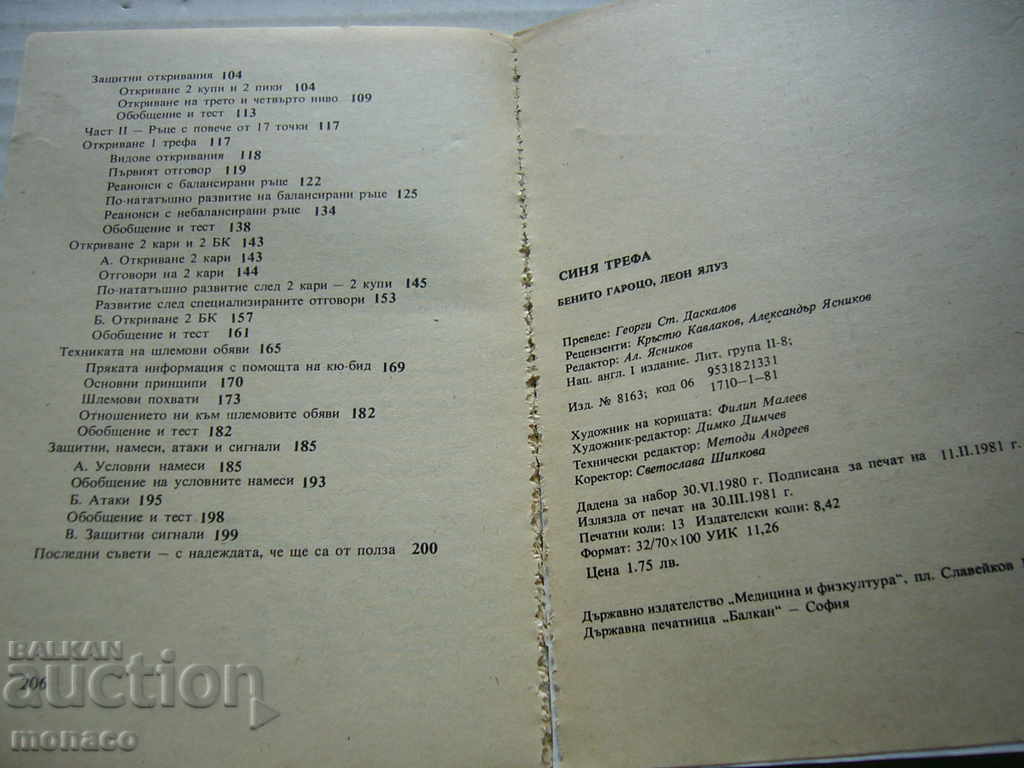 Защитни откривания 104
Откриване 2 купи и 2 пики 104
Откриване на трето и четвърто ниво 109
Обобщение и тест 113
Част II — Ръце с повече от 17 точки 117
Откриване 1 трефа 117
Видове откривания 118
Първият отговор 119
Реанонси с балансирани ръце 122
По-нататътшно развитие на балансирани ръце 125
Реанонси с небалансирани ръце 134
Обобщение и тест 138
Откриване 2 кари и 2 БК 143
А. Откриване 2 кари 143
Отговори на 2 кари 144
По-нататътшно развитие след 2 кари — 2 купи 145
Развитие след специализираните отговори 153
Б. Откриване 2 БК 157
Обобщение и тест 161
Техниката на шлемови обяви 165
Пряката информация с помощта на кю-бид 169
Основни принципи 170
Шлемови похвати 173
Отношението ни към шлемовите обяви 182
Обобщение и тест 182
Защитни, намеси, атаки и сигнали 185
А. Условни намеси 185
Обобщение на условните намеси 193
Б. Атаки 195
Обобщение и тест 198
В. Защитни сигнали 199
Последни съвети — с надеждата, че ще са от полза 200
206
СИНЯ ТРЕФА
БЕНИТО ГАРОЦО, ЛЕОН ЯЛУЗ
Преведе: Георги Ст. Даскалов
Рецензенти: Кръстю Кавлаков, Александър Ясников
Редактор: Ал. Ясников
Нац. англ. I издание. Лит. група II-8;
Изд. № 8163; код 06 9531821331
1710—1—81
Художник на корицата: Филип Малеев
Художник-редактор: Димко Димчев
Технически редактор: Методи Андреев
Коректор: Светослава Шипкова
Дадена за набор 30.VI.1980 г. Подписана за печат на 11.II.1981 г.
Излязла от печат на 30.III.1981 г.
Печатни коли: 13 Издателски коли: 8,42
Формат: 32/70×100 УИК 11,26
Цена 1.75 лв.
Държавно издателство „Медицина и физкултура“, пл. Славейков
Държавна печатница „Балкан“ — София
BALKAN
auction
monaco